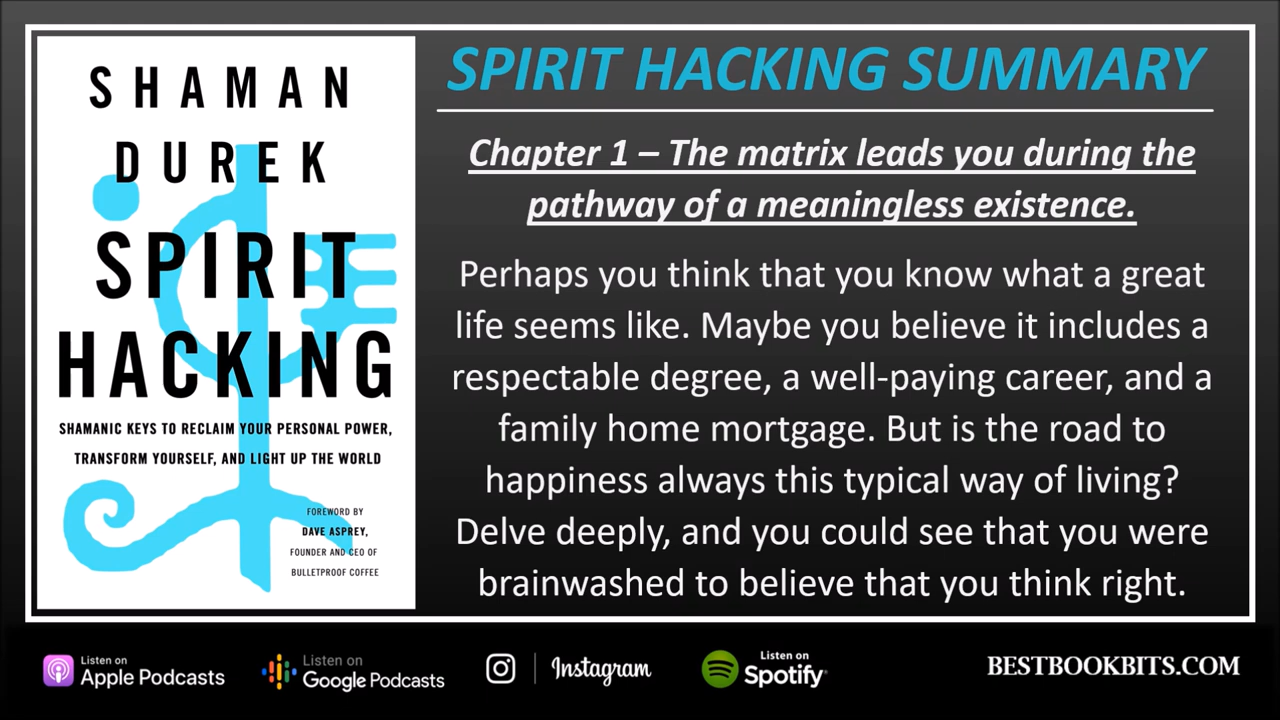 SHAMAN
DUREK
SPIRIT
HACKING
SHAMANIC KEYS TO RECLAIM YOUR PERSONAL POWER,
TRANSFORM YOURSELF, AND LIGHT UP THE WORLD
FOREWORD BY
DAVE ASPREY,
FOUNDER AND CEO OF
BULLETPROOF COFFEE
SPIRIT HACKING SUMMARY
Chapter 1 – The matrix leads you during the
pathway of a meaningless existence.
Perhaps you think that you know what a great
life seems like. Maybe you believe it includes a
respectable degree, a well-paying career, and a
family home mortgage. But is the road to
happiness always this typical way of living?
Delve deeply, and you could see that you were
brainwashed to believe that you think right.
Listen on
Apple Podcasts
Listen on
Google Podcasts
Instagram
Listen on
Spotify
BESTBOOKBITS.COM